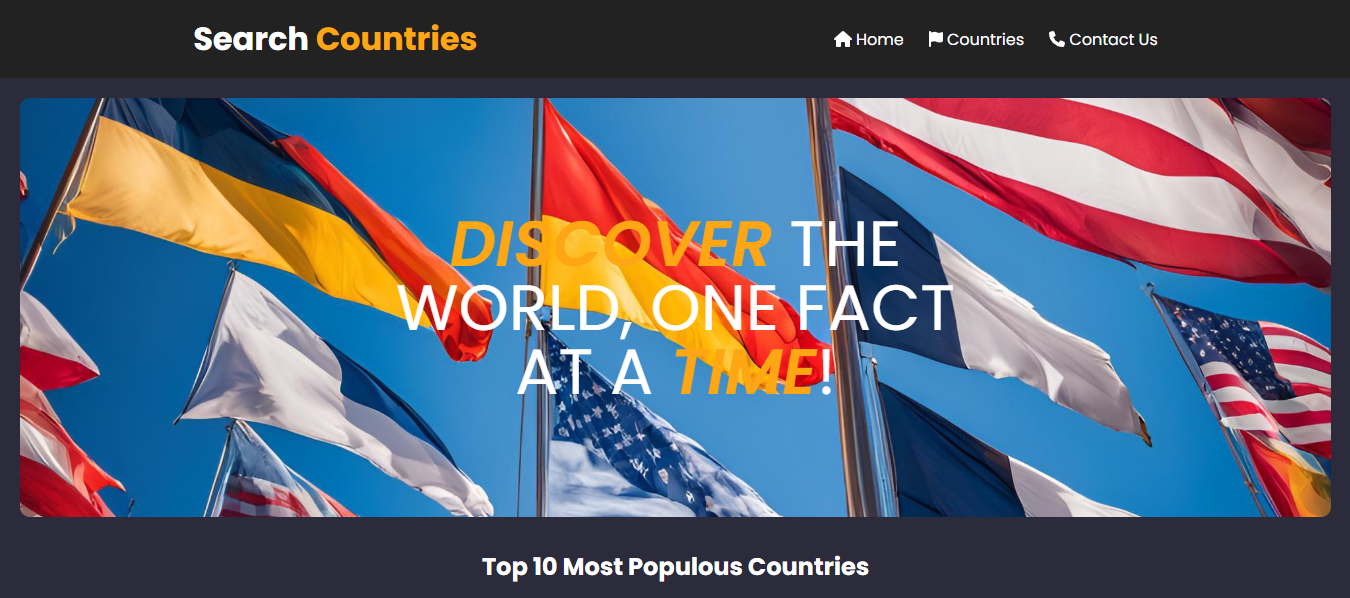 Search Countries
Home Countries Contact Us
DISCOVER THE
WORLD, ONE FACT
AT A TIME!
Top 10 Most Populous Countries